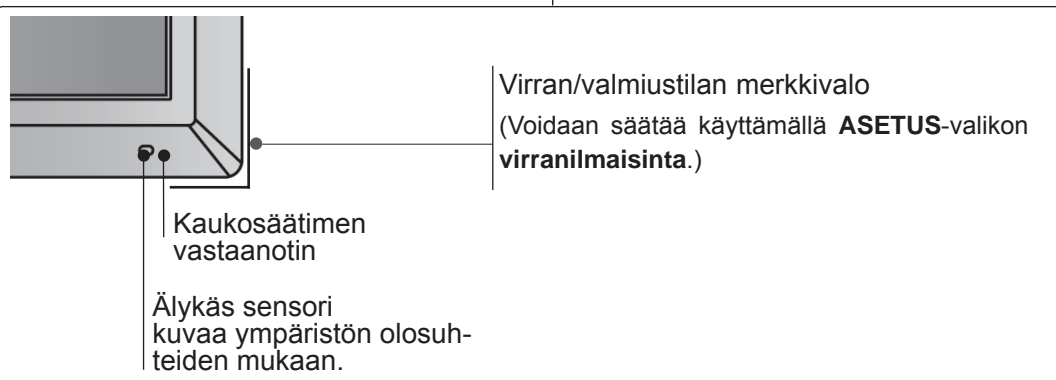 Virran/valmiustilan merkkivalo
(Voidaan säätää käyttämällä ASETUS-valikon
virranilmaisinta.)
Kaukosäätimen
vastaanotin
Älykäs sensori
kuvaa ympäristön olosuh-
teiden mukaan.